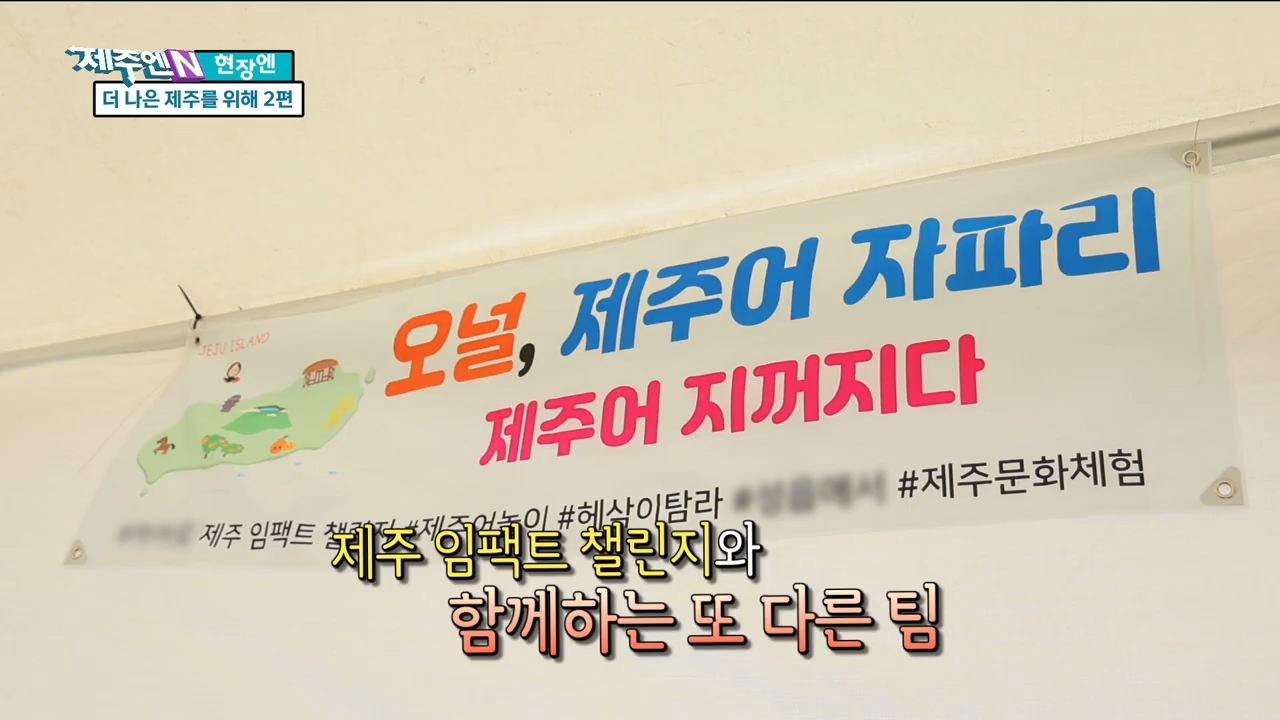 제주엔N 현장엔
더 나은 제주를 위해 2편
JEJU ISLAND
오널, 제주어 자파리
제주어 지꺼지다
제주 임팩트 챌린지 #제주어놀이 #헤삼이탐라 #제주문화체험
제주 임팩트 챌린지와
함께하는 또 다른 팀